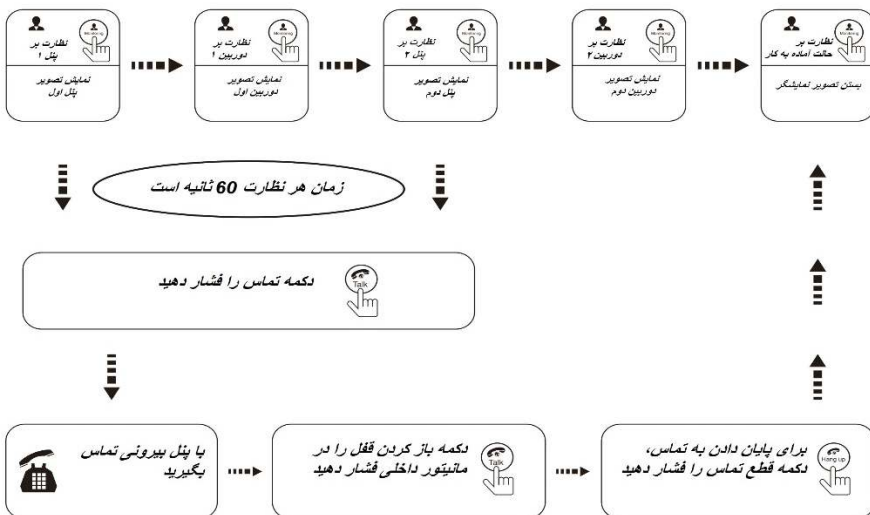 نظارت بر
پنل ۱
Monitoring
نمایش تصویر
پنل اول
نظارت بر
دوربین ۱
Monitoring
نمایش تصویر
دوربین اول
نظارت بر
پنل ۲
Monitoring
نمایش تصویر
پنل دوم
نظارت بر
دوربین ۲
Monitoring
نمایش تصویر
دوربین دوم
نظارت بر
حالت آماده به کار
Monitoring
بستن تصویر نمایشگر
زمان هر نظارت 60 ثانیه است
دکمه تماس را فشار دهید
Talk
با پنل بیرونی تماس
بگیرید
دکمه باز کردن قفل را در
مانیتور داخلی فشار دهید
Talk
برای پایان دادن به تماس،
دکمه قطع تماس را فشار دهید
Hang up